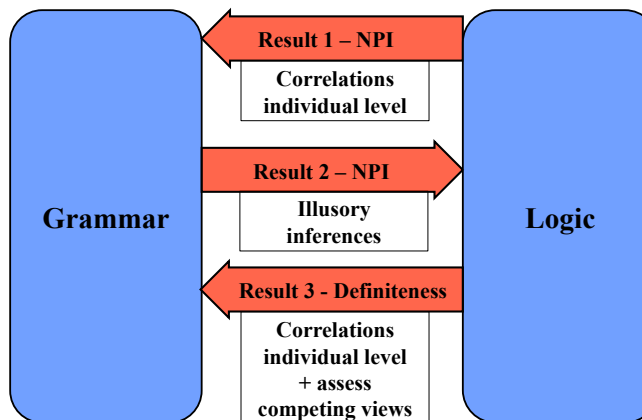 Result 1 – NPI
Correlations
individual level
Result 2 – NPI
Grammar
Illusory
inferences
Logic
Result 3 - Definiteness
Correlations
individual level
+ assess
competing views